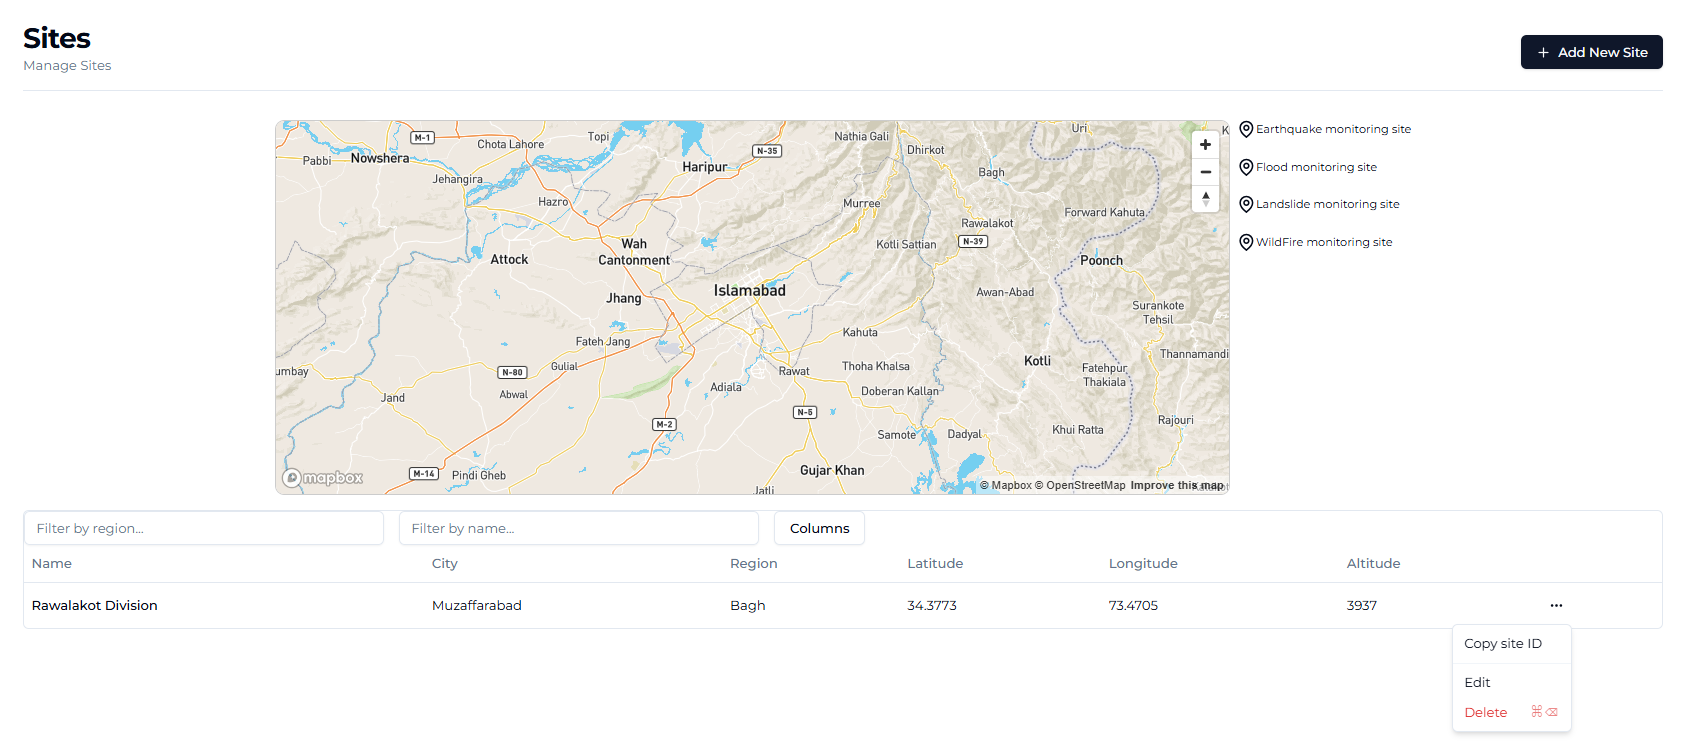 Sites
Manage Sites
+ Add New Site
M-1
Topi
Chota Lahore
Pabbi
Nowshera
Jehangira
Hazro
Haripur
N-35
Nathia Gali
Dhirkot
Uri
Bagh
Murree
Rawalakot
Forward Kahuta
Kotli Sattian
N-39
Wah
Cantonment
Attock
Poonch
Islamabad
Jhang
Awan-Abad
Surankote
Tehsil
Kahuta
Fateh Jang
Thannamandi
Gulial
N-80
Rawat
Thoha Khalsa
Kotli
Fatehpur
Thakiala
umbay
Abwal
Adiala
Doberan Kallan
Jand
N-5
M-2
Samote
Dadyal
Khui Ratta
Rajouri
M-14
Pindi Gheb
Gujar Khan
Jatli
mapbox
© Mapbox © OpenStreetMap Improve this map
Earthquake monitoring site
Flood monitoring site
Landslide monitoring site
WildFire monitoring site
Filter by region...
Filter by name...
Columns
Name City Region Latitude Longitude Altitude
Rawalakot Division Muzaffarabad Bagh 34.3773 73.4705 3937 ...
Copy site ID
Edit
Delete ⌘⌫